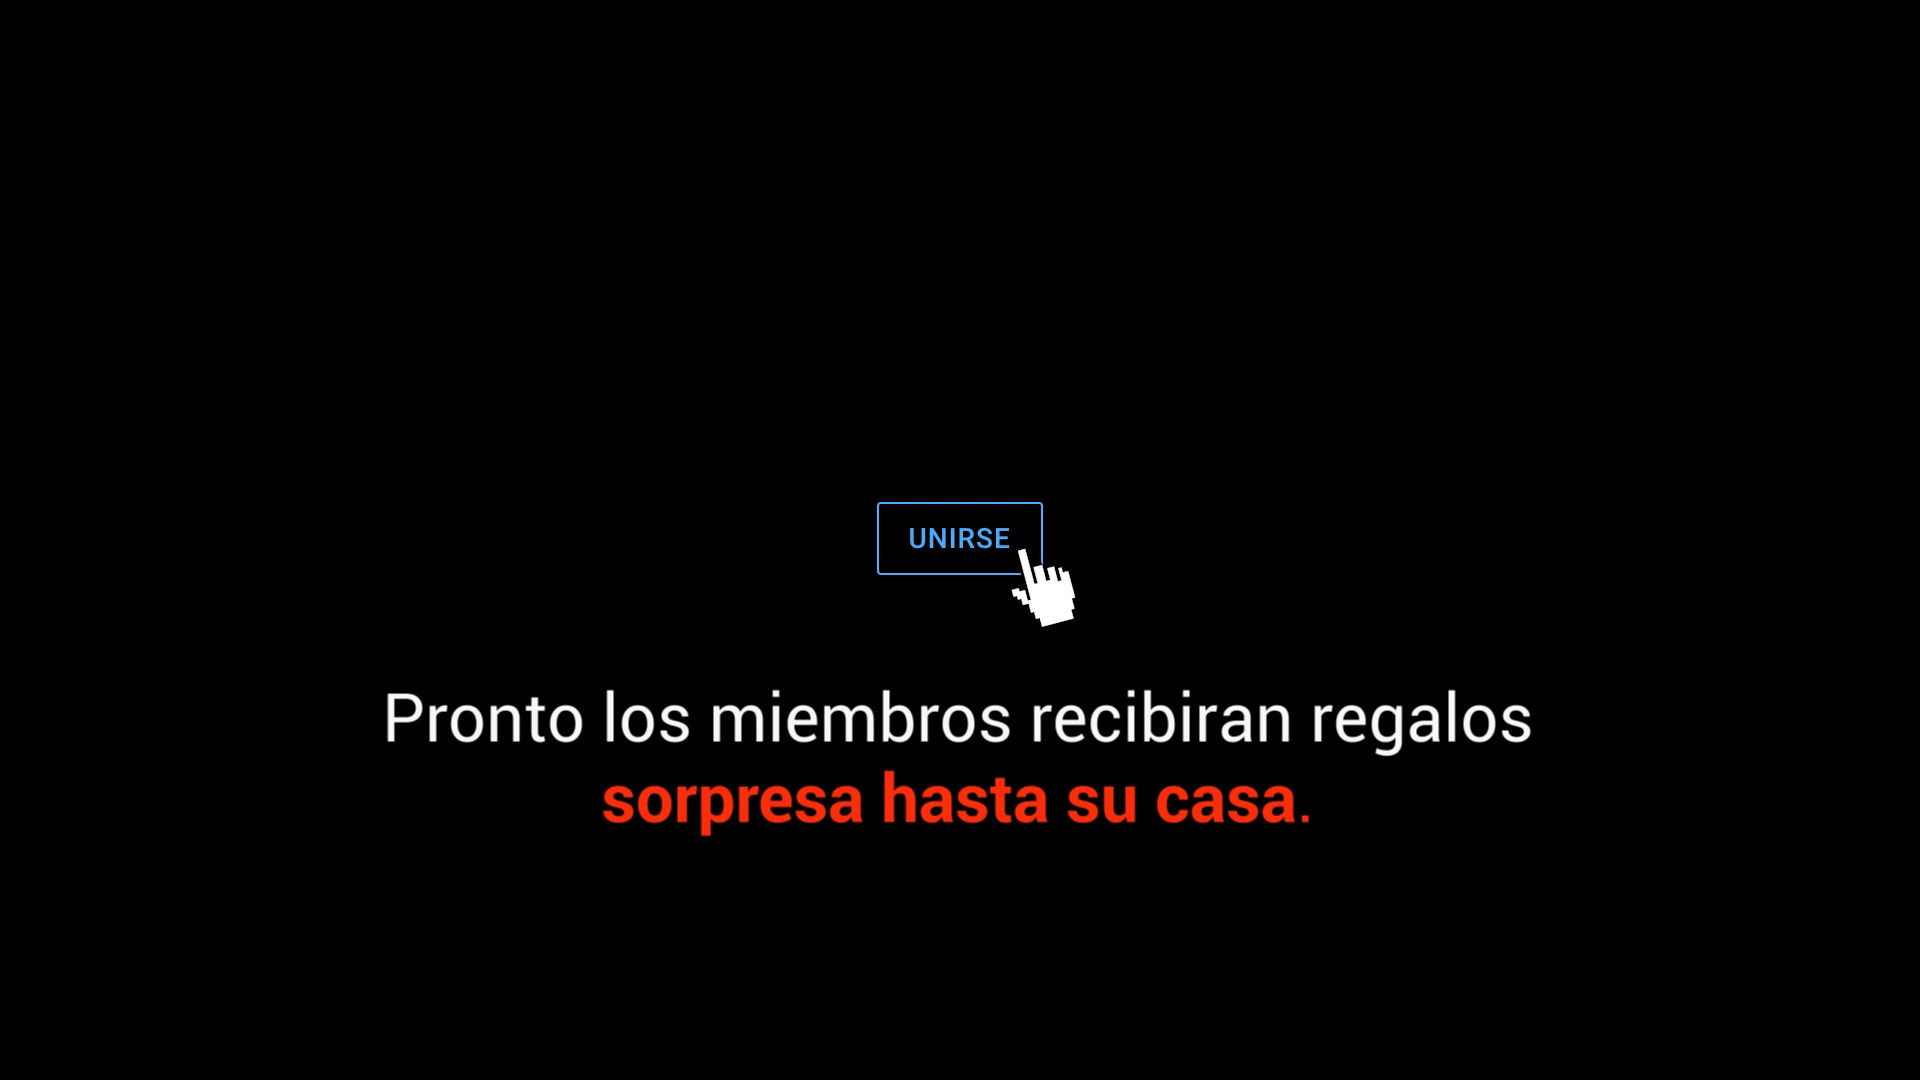 UNIRSE
Pronto los miembros recibiran regalos
sorpresa hasta su casa.